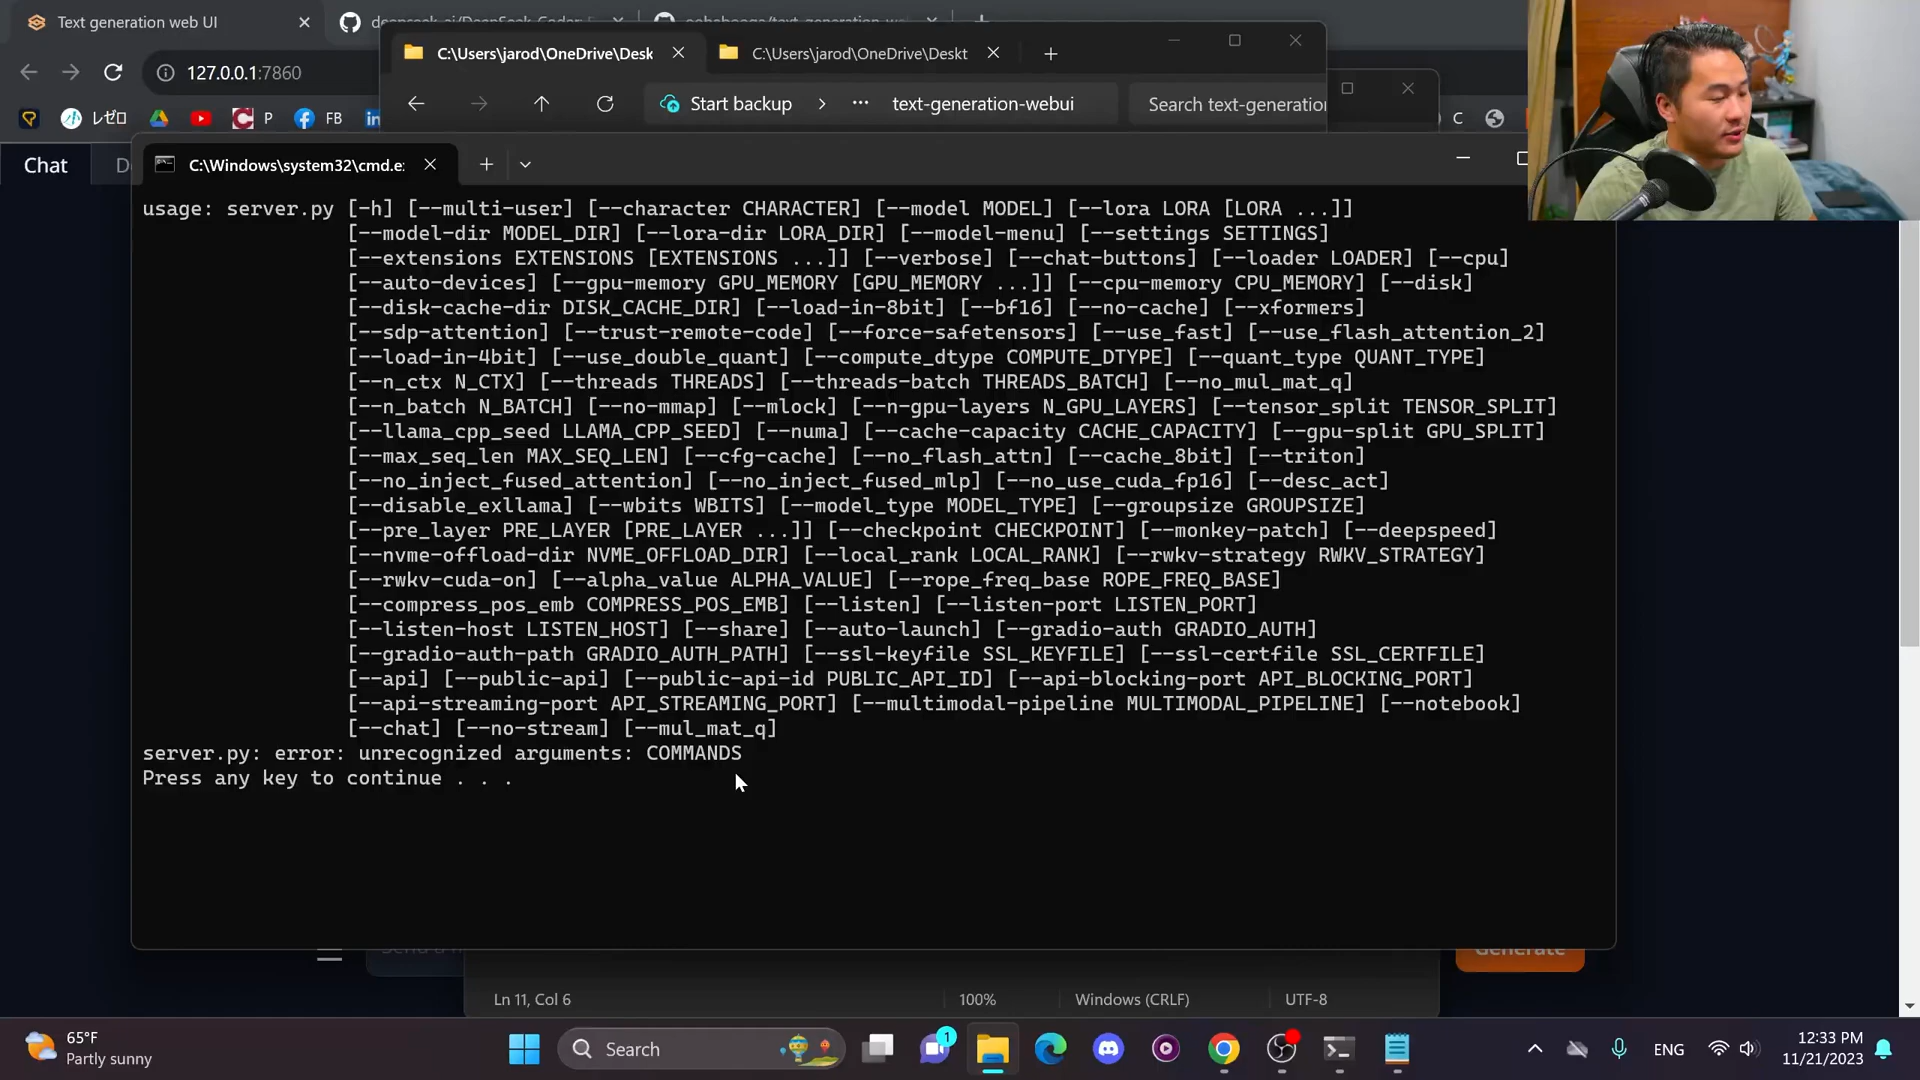 Text generation web UI
C:\Users\jarod\OneDrive\Desk
C:\Users\jarod\OneDrive\Deskt
127.0.0.1:7860
Start backup
text-generation-webui
Search text-generation
レゼロ
P
FB
C
Chat
C:\Windows\system32\cmd.e:
usage: server.py [-h] [--multi-user] [--character CHARACTER] [--model MODEL] [--lora LORA [LORA ...]]
[--model-dir MODEL_DIR] [--lora-dir LORA_DIR] [--model-menu] [--settings SETTINGS]
[--extensions EXTENSIONS [EXTENSIONS ...]] [--verbose] [--chat-buttons] [--loader LOADER] [--cpu]
[--auto-devices] [--gpu-memory GPU_MEMORY [GPU_MEMORY ...]] [--cpu-memory CPU_MEMORY] [--disk]
[--disk-cache-dir DISK_CACHE_DIR] [--load-in-8bit] [--bf16] [--no-cache] [--xformers]
[--sdp-attention] [--trust-remote-code] [--force-safetensors] [--use_fast] [--use_flash_attention_2]
[--load-in-4bit] [--use_double_quant] [--compute_dtype COMPUTE_DTYPE] [--quant_type QUANT_TYPE]
[--n_ctx N_CTX] [--threads THREADS] [--threads-batch THREADS_BATCH] [--no_mul_mat_q]
[--n_batch N_BATCH] [--no-mmap] [--mlock] [--n-gpu-layers N_GPU_LAYERS] [--tensor_split TENSOR_SPLIT]
[--llama_cpp_seed LLAMA_CPP_SEED] [--numa] [--cache-capacity CACHE_CAPACITY] [--gpu-split GPU_SPLIT]
[--max_seq_len MAX_SEQ_LEN] [--cfg-cache] [--no_flash_attn] [--cache_8bit] [--triton]
[--no_inject_fused_attention] [--no_inject_fused_mlp] [--no_use_cuda_fp16] [--desc_act]
[--disable_exllama] [--wbits WBITS] [--model_type MODEL_TYPE] [--groupsize GROUPSIZE]
[--pre_layer PRE_LAYER [PRE_LAYER ...]] [--checkpoint CHECKPOINT] [--monkey-patch] [--deepspeed]
[--nvme-offload-dir NVME_OFFLOAD_DIR] [--local_rank LOCAL_RANK] [--rwkv-strategy RWKV_STRATEGY]
[--rwkv-cuda-on] [--alpha_value ALPHA_VALUE] [--rope_freq_base ROPE_FREQ_BASE]
[--compress_pos_emb COMPRESS_POS_EMB] [--listen] [--listen-port LISTEN_PORT]
[--listen-host LISTEN_HOST] [--share] [--auto-launch] [--gradio-auth GRADIO_AUTH]
[--gradio-auth-path GRADIO_AUTH_PATH] [--ssl-keyfile SSL_KEYFILE] [--ssl-certfile SSL_CERTFILE]
[--api] [--public-api] [--public-api-id PUBLIC_API_ID] [--api-blocking-port API_BLOCKING_PORT]
[--api-streaming-port API_STREAMING_PORT] [--multimodal-pipeline MULTIMODAL_PIPELINE] [--notebook]
[--chat] [--no-stream] [--mul_mat_q]
server.py: error: unrecognized arguments: COMMANDS
Press any key to continue . . .
Generate
Ln 11, Col 6
100%
Windows (CRLF)
UTF-8
65°F
Partly sunny
Search
1
ENG
12:33 PM
11/21/2023